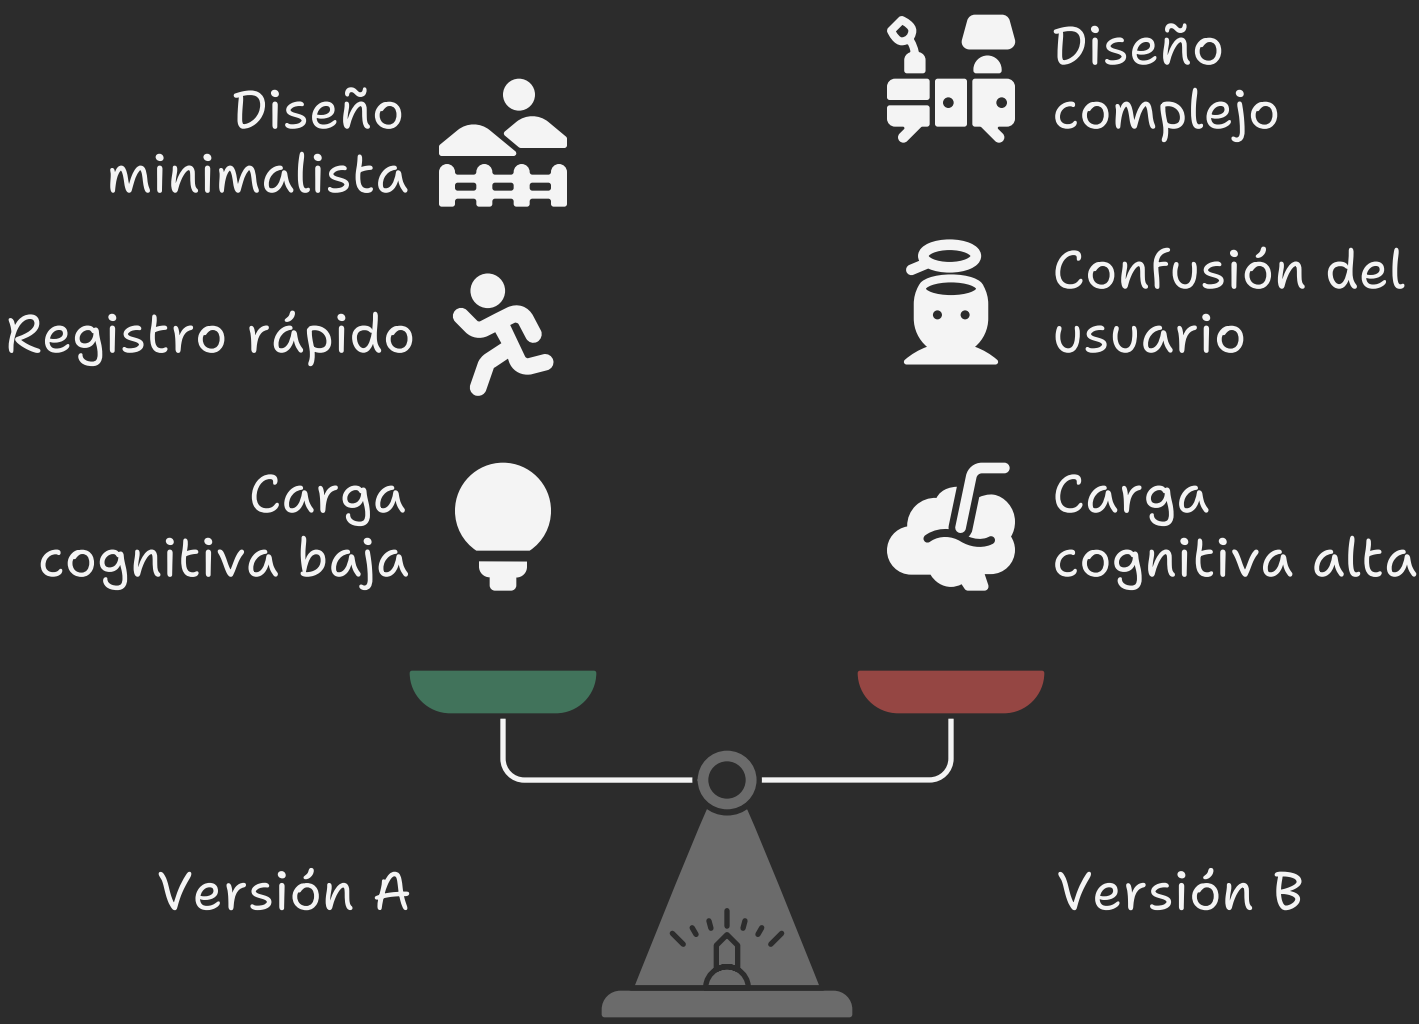 Diseño
minimalista
Registro rápido
Carga
cognitiva baja
Diseño
complejo
Confusión del
usuario
Carga
cognitiva alta
Versión A
Versión B